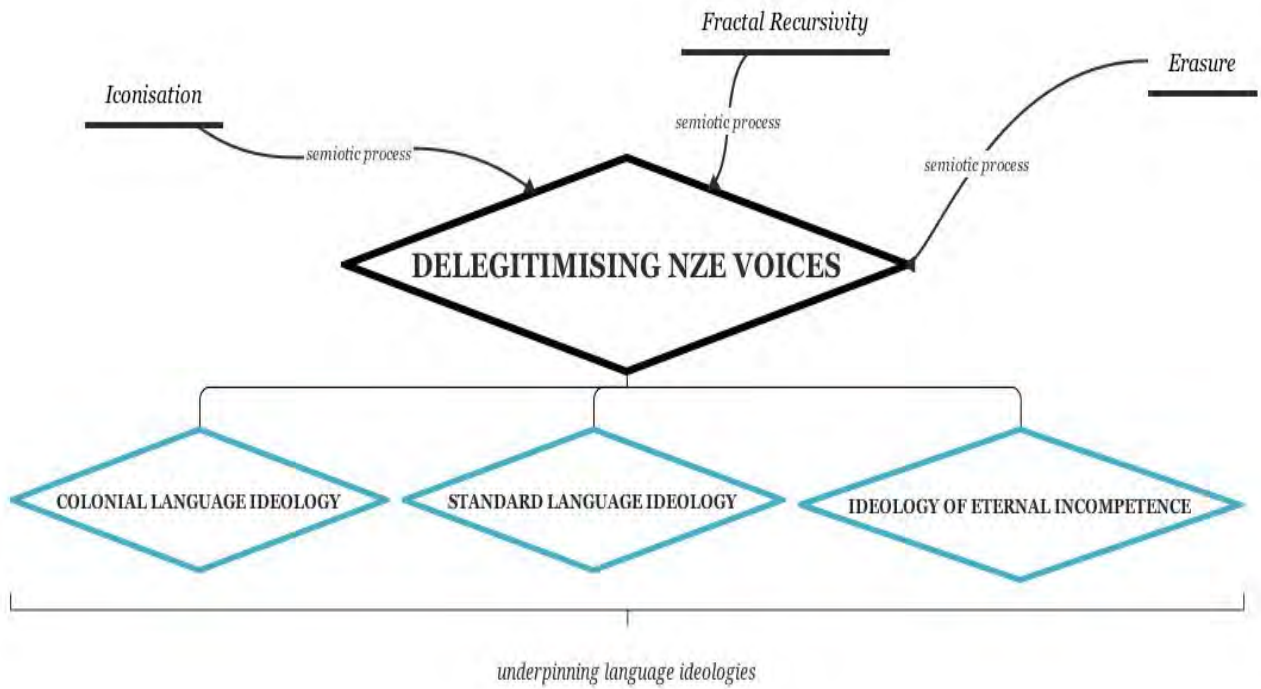 Fractal Recursivity
Erasure
Iconisation
semiotic process
semiotic process
semiotic process
DELEGITIMISING NZE VOICES
COLONIAL LANGUAGE IDEOLOGY
STANDARD LANGUAGE IDEOLOGY
IDEOLOGY OF ETERNAL INCOMPETENCE
underpinning language ideologies